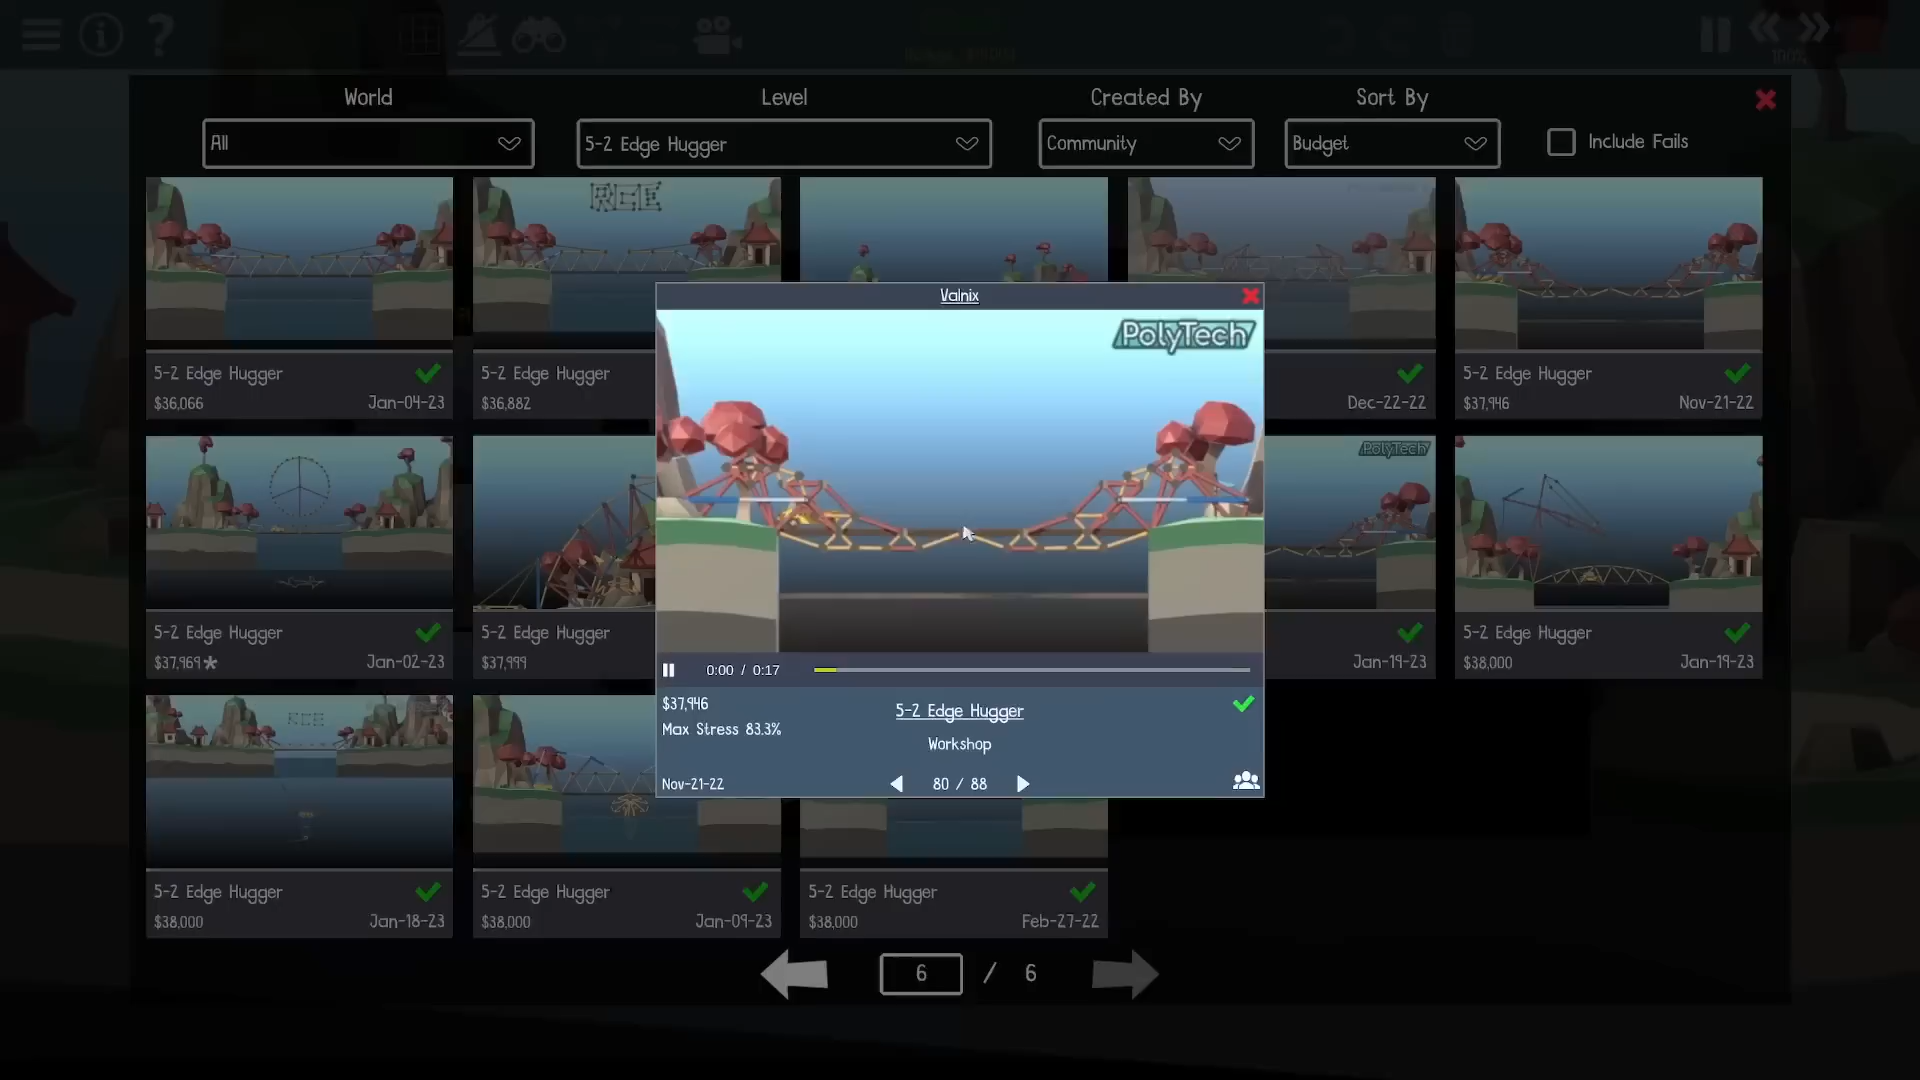 World
Level
Created By
Sort By
All
5-2 Edge Hugger
Community
Budget
Include Fails
100%
RCE
5-2 Edge Hugger
$36,066
Jan-04-23
5-2 Edge Hugger
$36,882
Dec-22-22
5-2 Edge Hugger
$37,946
Nov-21-22
Valnix
PolyTech
5-2 Edge Hugger
$37,969*
Jan-02-23
5-2 Edge Hugger
$37,999
PolyTech
Jan-19-23
5-2 Edge Hugger
$38,000
Jan-19-23
0:00 / 0:17
$37,946
5-2 Edge Hugger
Max Stress 83.3%
Workshop
Nov-21-22
80 / 88
RCE
5-2 Edge Hugger
$38,000
Jan-18-23
5-2 Edge Hugger
$38,000
Jan-09-23
5-2 Edge Hugger
$38,000
Feb-27-22
6 / 6